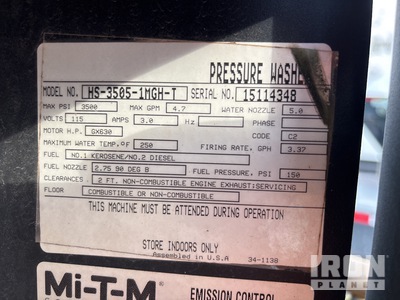 PRESSURE WASHE
MODEL NO. HS-3505-1MGH-T SERIAL NO. 15114348
MAX PSI 3500 MAX GPM 4.7 WATER NOZZLE 5.0
VOLTS 115 AMPS 3.0 Hz PHASE
MOTOR H.P. GX630 CODE C2
MAXIMUM WATER TEMP. °F 250 FIRING RATE, GPH 3.37
FUEL NO.1 KEROSENE/NO.2 DIESEL
FUEL NOZZLE 2.75 90 DEG B FUEL PRESSURE, PSI 150
CLEARANCES: 2 FT. NON-COMBUSTIBLE ENGINE EXHAUST:SERVICING
FLOOR COMBUSTIBLE OR NON-COMBUSTIBLE
THIS MACHINE MUST BE ATTENDED DURING OPERATION
STORE INDOORS ONLY
Assembled in U.S.A 34-1138
Mi-T-M® EMISSION CONTROL
IRON
PLANET